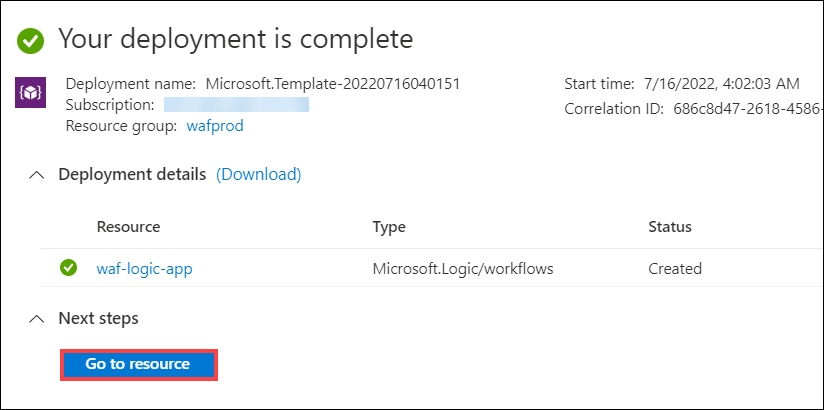 Your deployment is complete
Deployment name: Microsoft.Template-20220716040151
Start time: 7/16/2022, 4:02:03 AM
Subscription:
Correlation ID: 686c8d47-2618-4586-
Resource group: wafprod
Deployment details (Download)
Resource Type Status
waf-logic-app Microsoft.Logic/workflows Created
Next steps
Go to resource